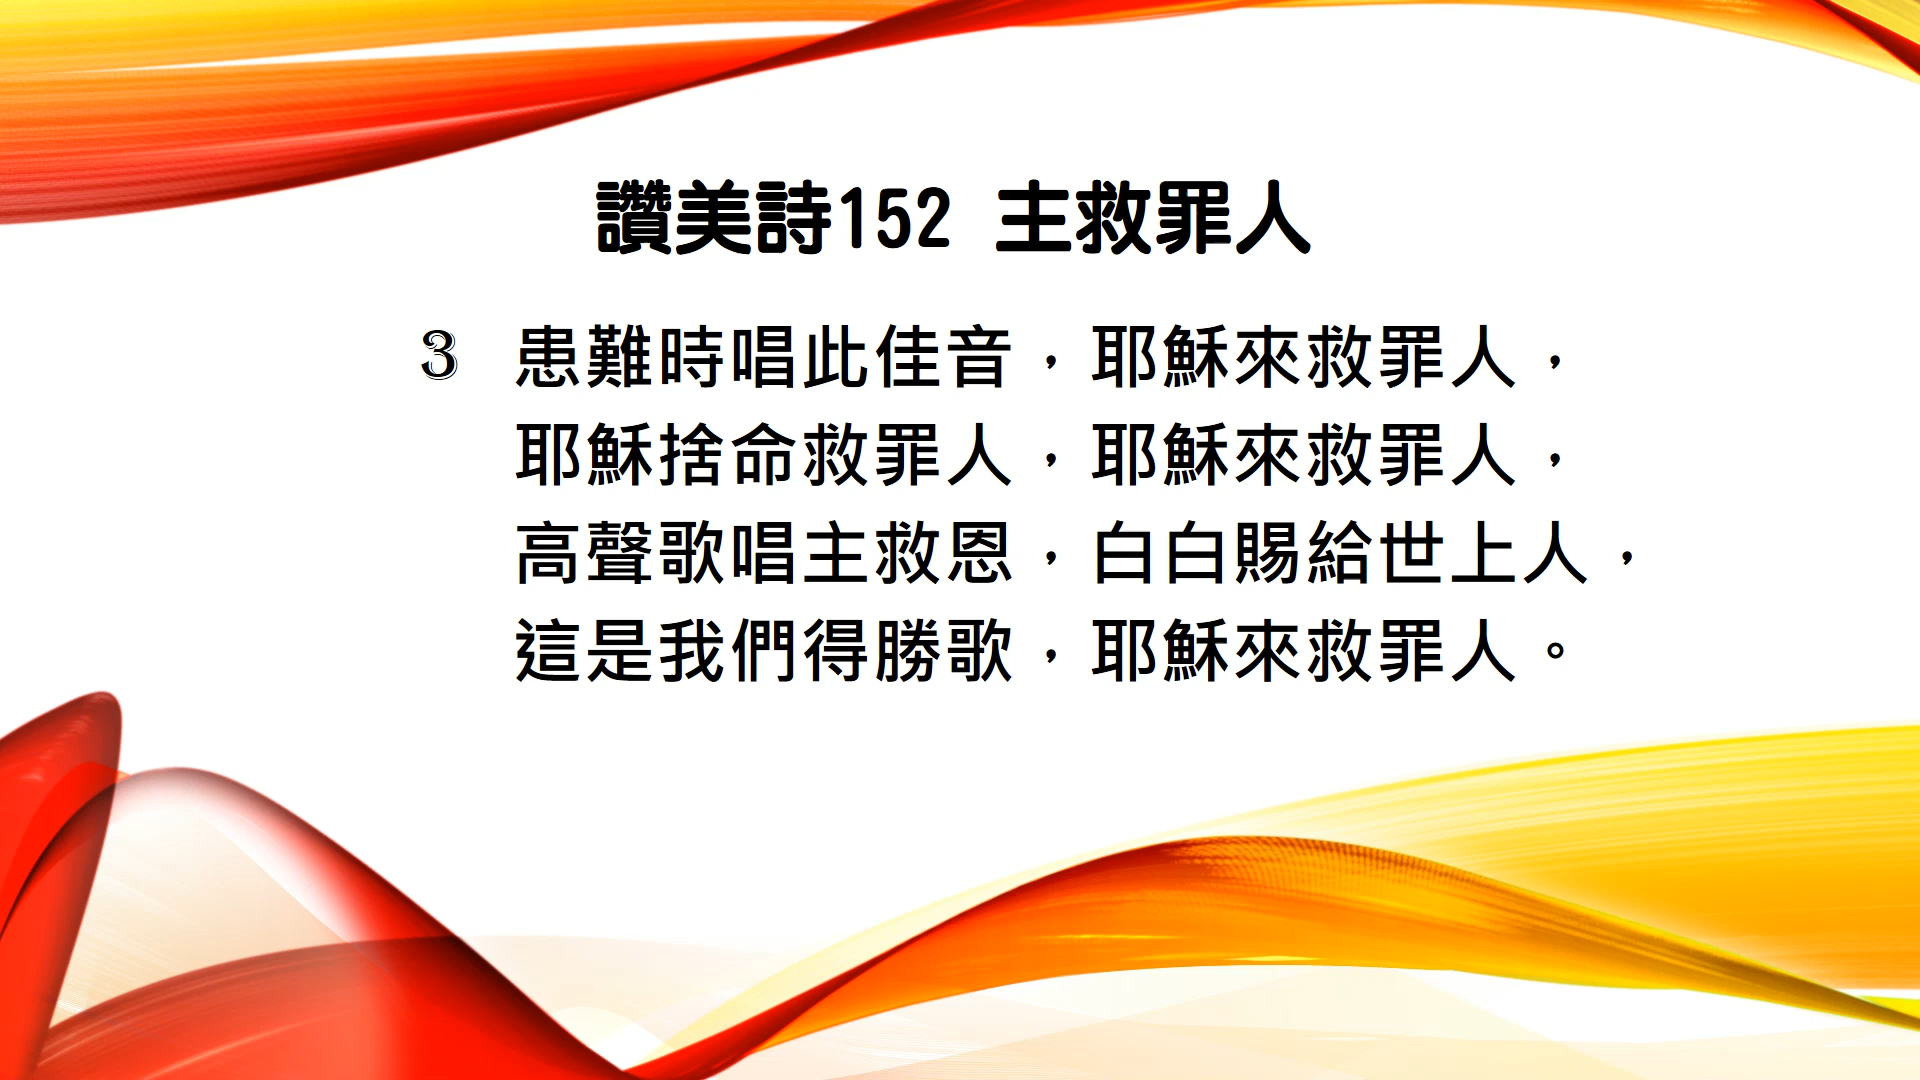 讚美詩152 主救罪人
3 患難時唱此佳音，耶穌來救罪人，
耶穌捨命救罪人，耶穌來救罪人，
高聲歌唱主救恩，白白賜給世上人，
這是我們得勝歌，耶穌來救罪人。